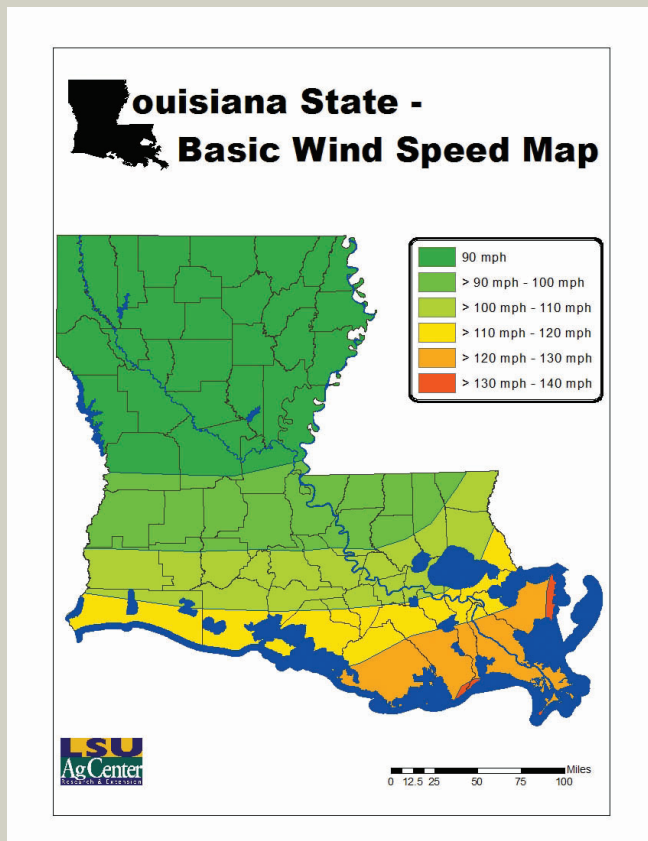 ouisiana State -
Basic Wind Speed Map
90 mph
> 90 mph - 100 mph
> 100 mph - 110 mph
> 110 mph - 120 mph
> 120 mph - 130 mph
> 130 mph - 140 mph
LSU
AgCenter
Research & Extension
Miles
0 12.5 25 50 75 100